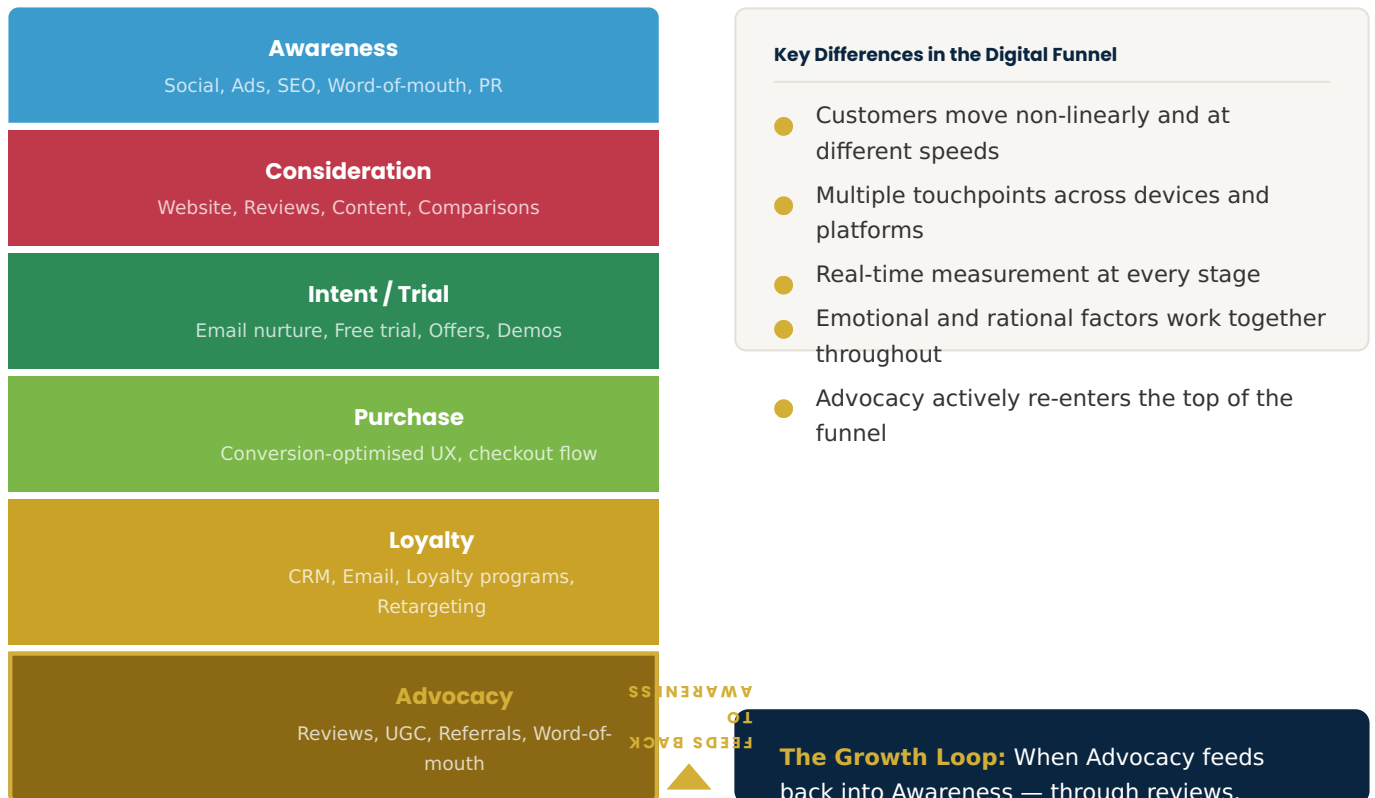 Awareness
Social, Ads, SEO, Word-of-mouth, PR
Consideration
Website, Reviews, Content, Comparisons
Intent / Trial
Email nurture, Free trial, Offers, Demos
Purchase
Conversion-optimised UX, checkout flow
Loyalty
CRM, Email, Loyalty programs,
Retargeting
Advocacy
Reviews, UGC, Referrals, Word-of-
mouth
FEEDS BACK
TO
AWARENESS
Key Differences in the Digital Funnel
Customers move non-linearly and at
different speeds
Multiple touchpoints across devices and
platforms
Real-time measurement at every stage
Emotional and rational factors work together
throughout
Advocacy actively re-enters the top of the
funnel
The Growth Loop: When Advocacy feeds
back into Awareness — through reviews,